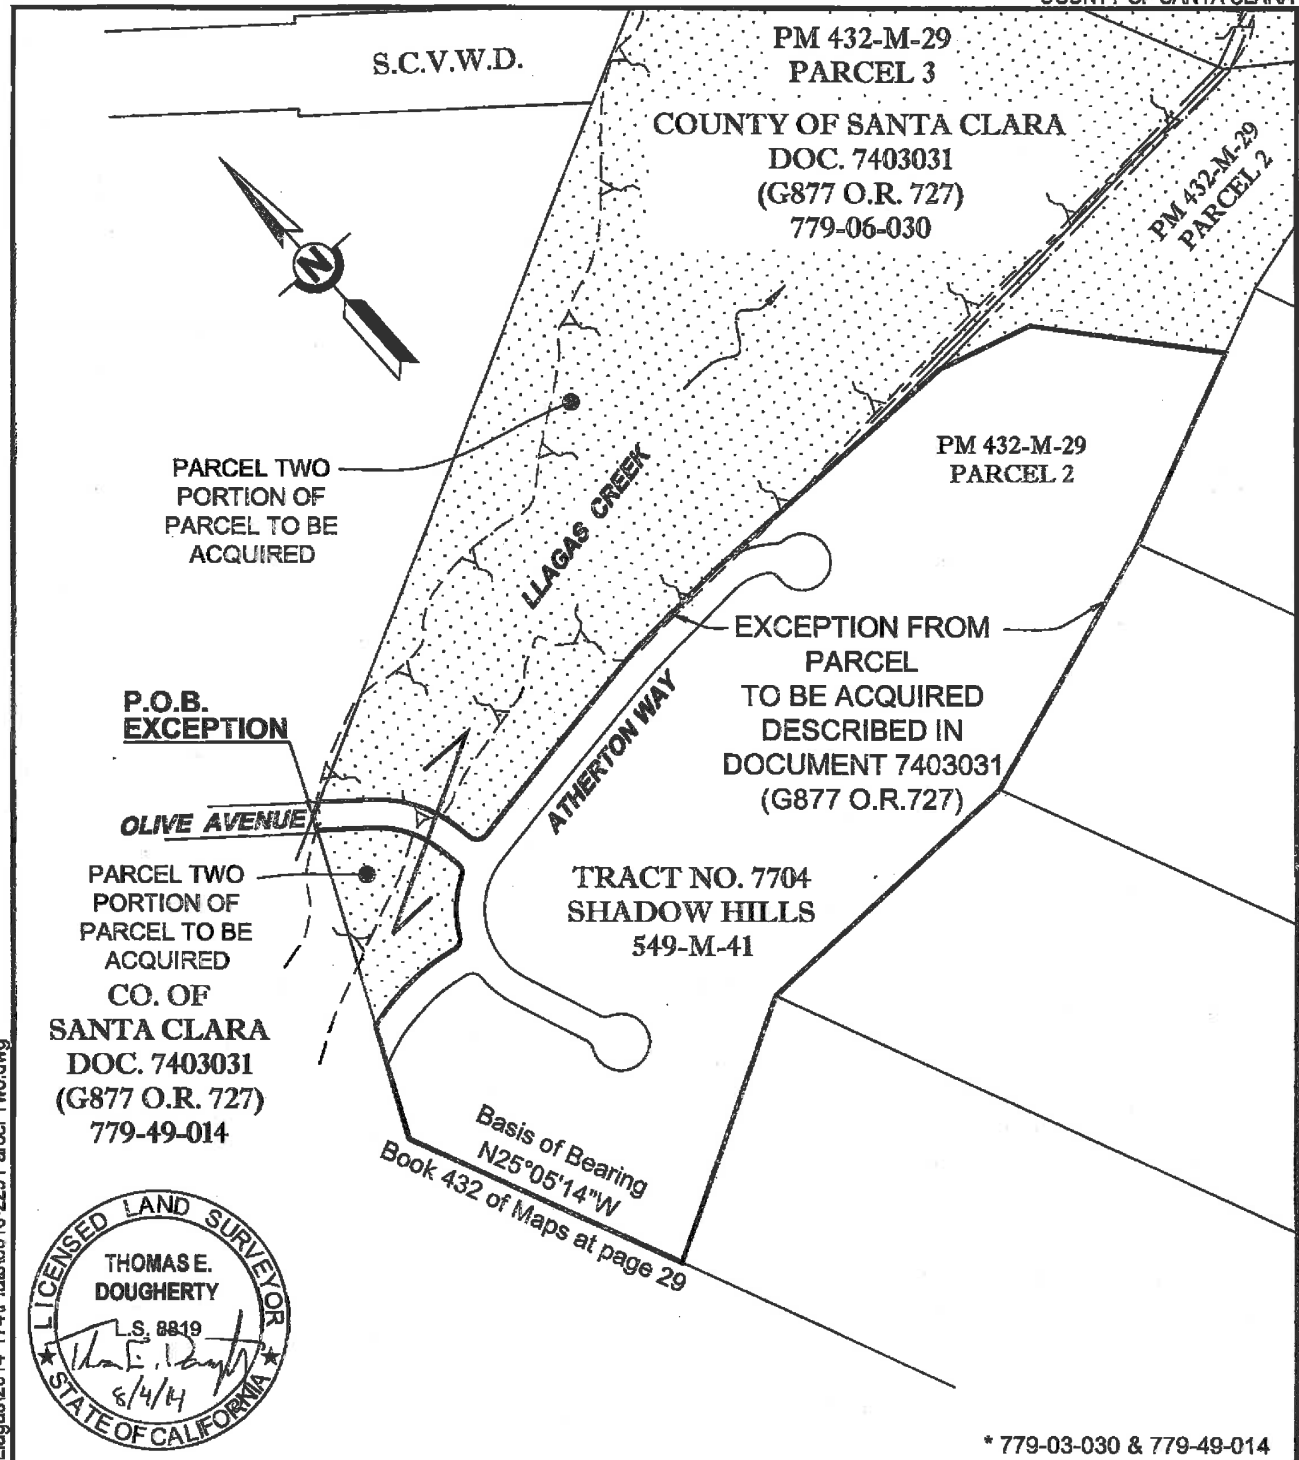 COUNTY OF SANTA CLARA
S.C.V.W.D.
PM 432-M-29
PARCEL 3
COUNTY OF SANTA CLARA
DOC. 7403031
(G877 O.R. 727)
779-06-030
PM 432-M-29
PARCEL 2
N
PARCEL TWO
PORTION OF
PARCEL TO BE
ACQUIRED
LLAGAS CREEK
PM 432-M-29
PARCEL 2
EXCEPTION FROM
PARCEL
TO BE ACQUIRED
DESCRIBED IN
DOCUMENT 7403031
(G877 O.R.727)
P.O.B.
EXCEPTION
ATHERTON WAY
OLIVE AVENUE
PARCEL TWO
PORTION OF
PARCEL TO BE
ACQUIRED
CO. OF
SANTA CLARA
DOC. 7403031
(G877 O.R. 727)
779-49-014
TRACT NO. 7704
SHADOW HILLS
549-M-41
Basis of Bearing
N25°05'14"W
Book 432 of Maps at page 29
LICENSED LAND SURVEYOR
THOMAS E.
DOUGHERTY
L.S. 8819
8/4/14
STATE OF CALIFORNIA
* 779-03-030 & 779-49-014